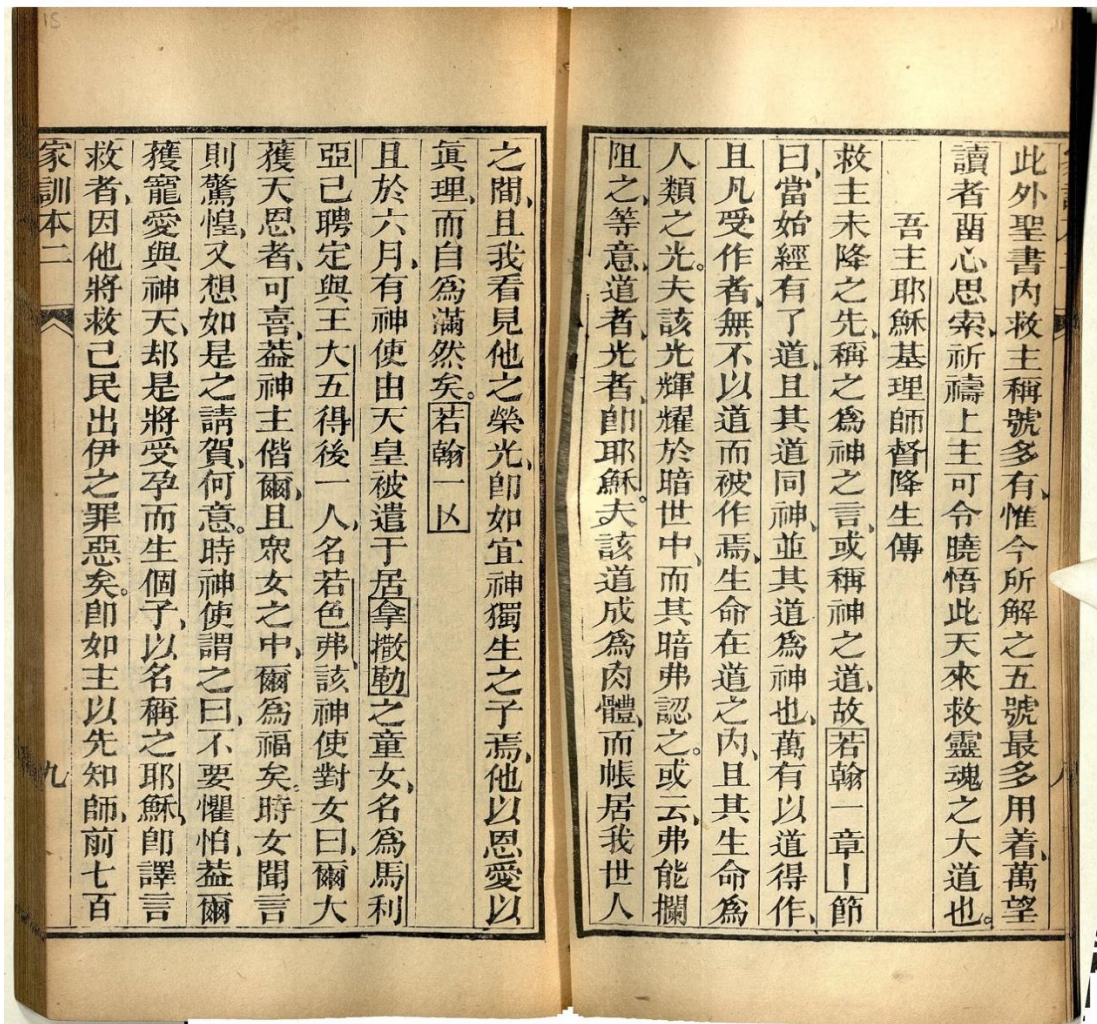 此外聖書內救主稱號多有惟今所解之五號最多用着萬望
讀者畱心思索祈禱上主可令曉悟此天來救靈魂之大道也。
吾主耶穌基理師督降生傳
救主未降之先稱之爲神之言或稱神之道故若翰一章〡節
曰當始經有了道且其道同神並其道爲神也萬有以道得作
且凡受作者無不以道而被作焉生命在道之內且其生命爲
人類之光。夫該光輝耀於暗世中而其暗弗認之。或云弗能攔
阻之等意道者光者卽耶穌。夫該道成爲肉體而帳居我世人
之間且我看見他之榮光卽如宜神獨生之子焉他以恩愛以
眞理而自爲滿然矣。若翰一〤
且於六月有神使由天皇被遣于居拿撒勒之童女名爲馬利
亞已聘定與王大五得後一人名若色弗該神使對女曰爾大
獲天恩者可喜葢神主偕爾且眾女之中爾爲福矣。時女聞言
則驚惶又想如是之請賀何意。時神使謂之曰不要懼怕葢爾
獲寵愛與神天却是將受孕而生個子以名稱之耶穌卽譯言
救者因他將救己民出伊之罪惡矣。卽如主以先知師前七百
家訓本二 九